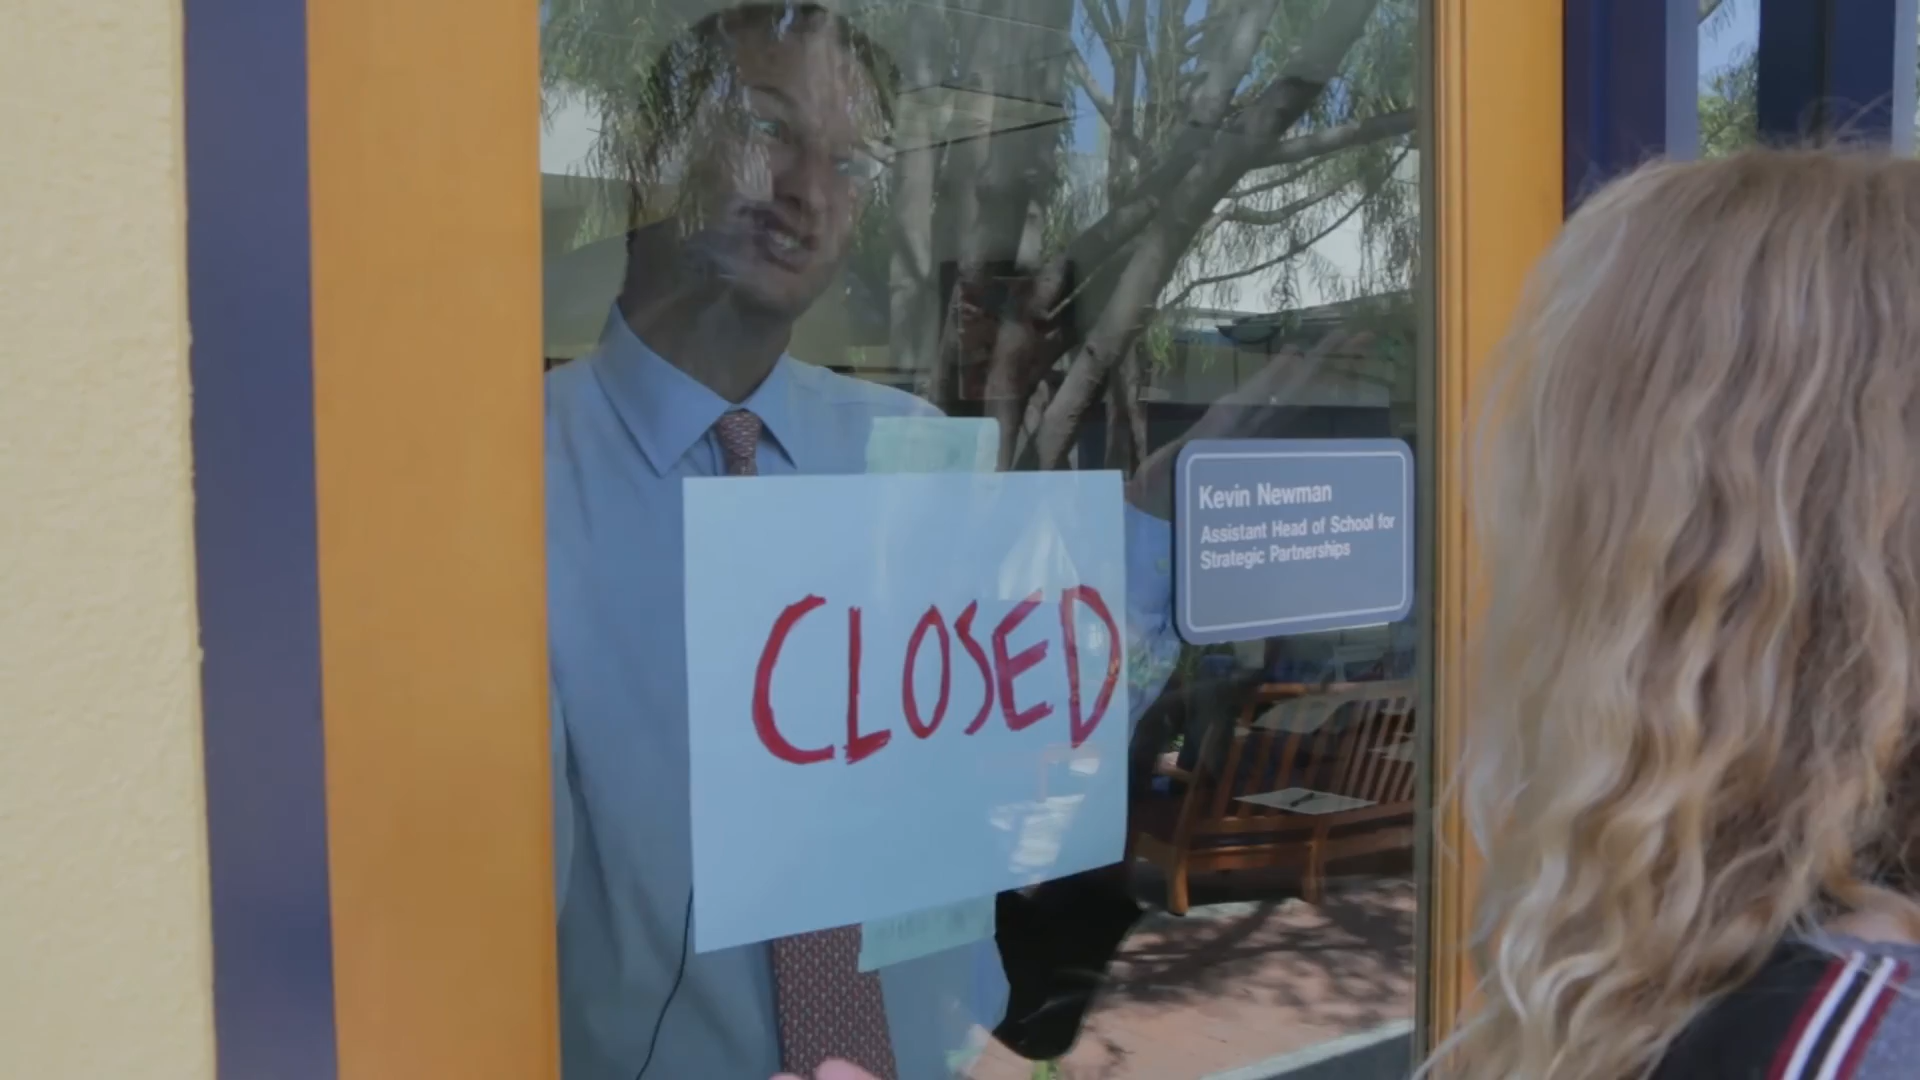 CLOSED
Kevin Newman
Assistant Head of School for
Strategic Partnerships